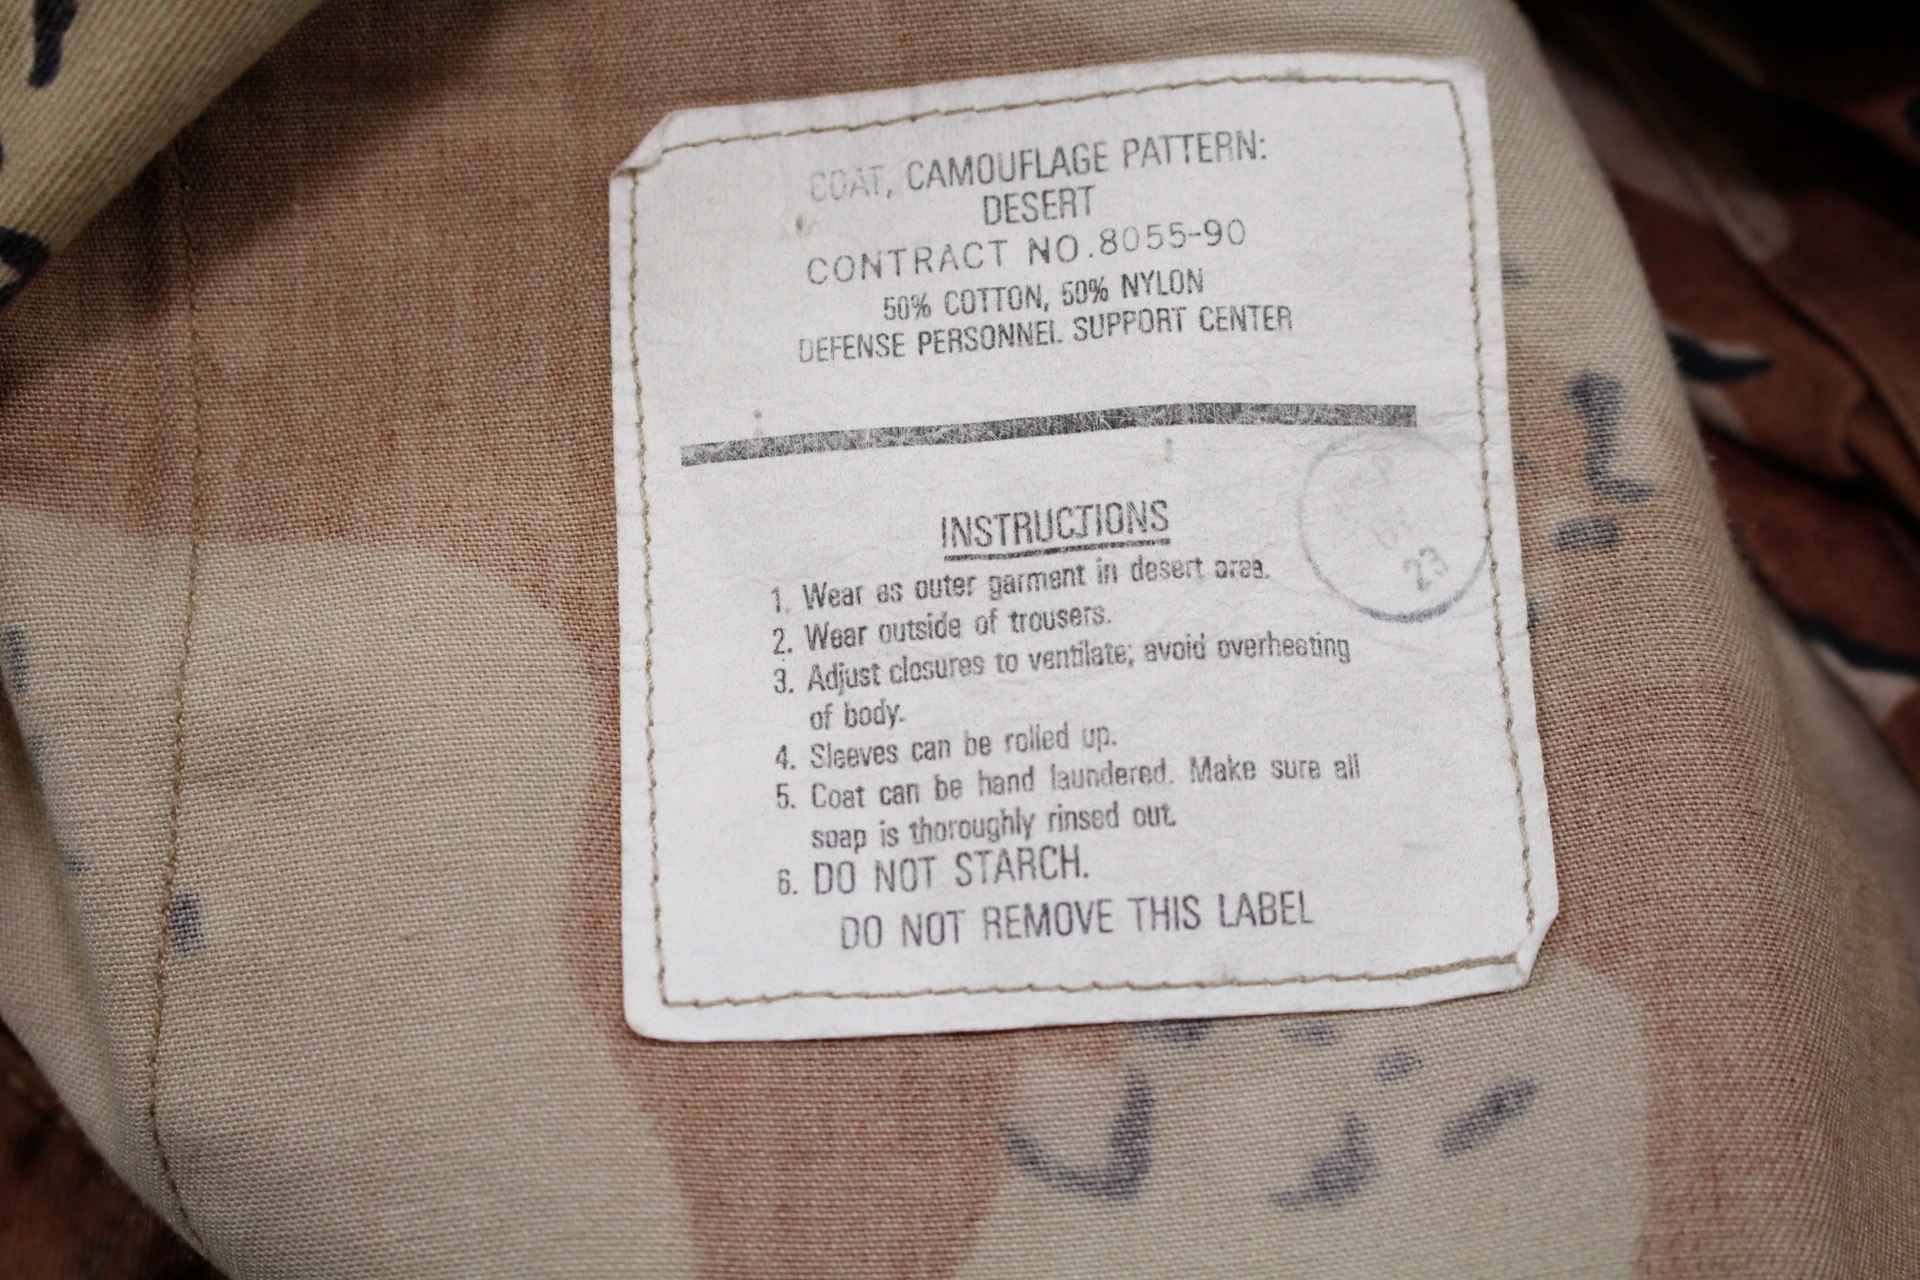 COAT, CAMOUFLAGE PATTERN:
DESERT
CONTRACT NO.8055-90
50% COTTON, 50% NYLON
DEFENSE PERSONNEL SUPPORT CENTER
INSTRUCTIONS
1. Wear as outer garment in desert area.
2. Wear outside of trousers.
3. Adjust closures to ventilate; avoid overheating
of body.
4. Sleeves can be rolled up.
5. Coat can be hand laundered. Make sure all
soap is thoroughly rinsed out.
6. DO NOT STARCH.
DO NOT REMOVE THIS LABEL
23